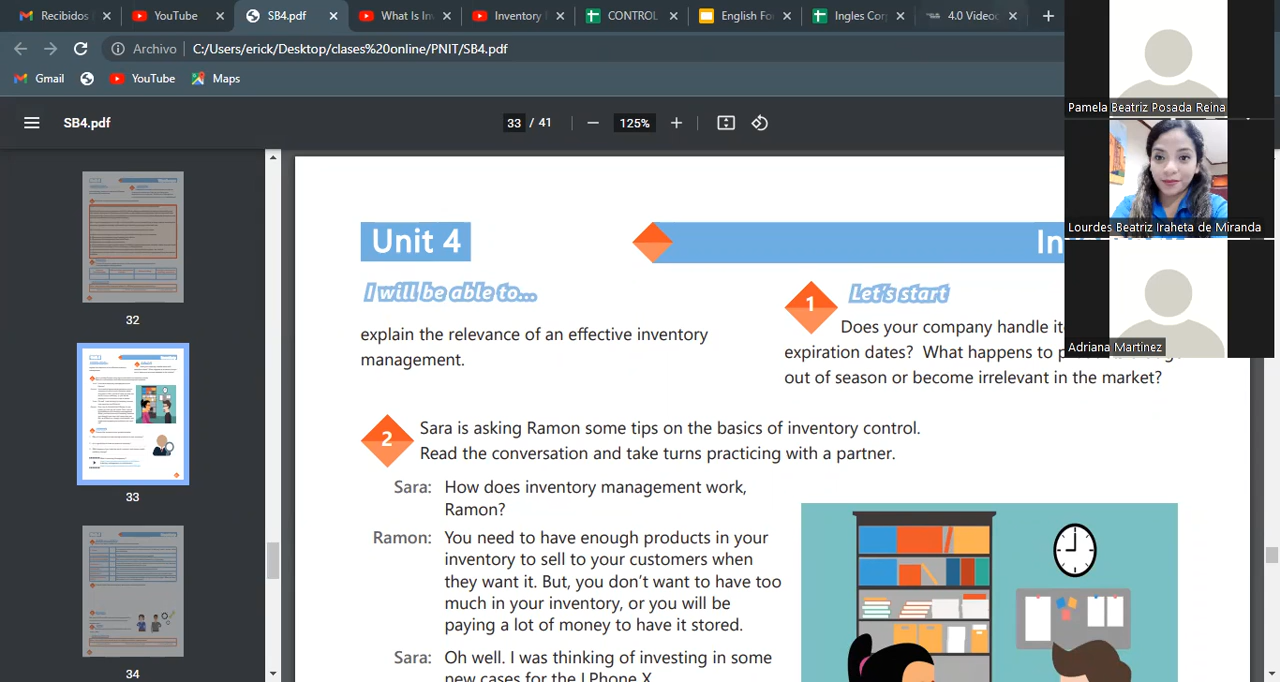 Recibidos
YouTube
SB4.pdf
What Is In
Inventory
CONTROL
English Fo
Ingles Cor
4.0 Video
Archivo
C:/Users/erick/Desktop/clases%20online/PNIT/SB4.pdf
Gmail
YouTube
Maps
SB4.pdf
33 / 41
125%
32
33
34
Unit 4
In
I will be able to...
explain the relevance of an effective inventory
management.
1
Let's start
Does your company handle it
expiration dates? What happens to p
out of season or become irrelevant in the market?
2
Sara is asking Ramon some tips on the basics of inventory control.
Read the conversation and take turns practicing with a partner.
Sara: How does inventory management work,
Ramon?
Ramon: You need to have enough products in your
inventory to sell to your customers when
they want it. But, you don't want to have too
much in your inventory, or you will be
paying a lot of money to have it stored.
Sara: Oh well. I was thinking of investing in some
new cases for the I Phone X.
Pamela Beatriz Posada Reina
Lourdes Beatriz Iraheta de Miranda
Adriana Martinez